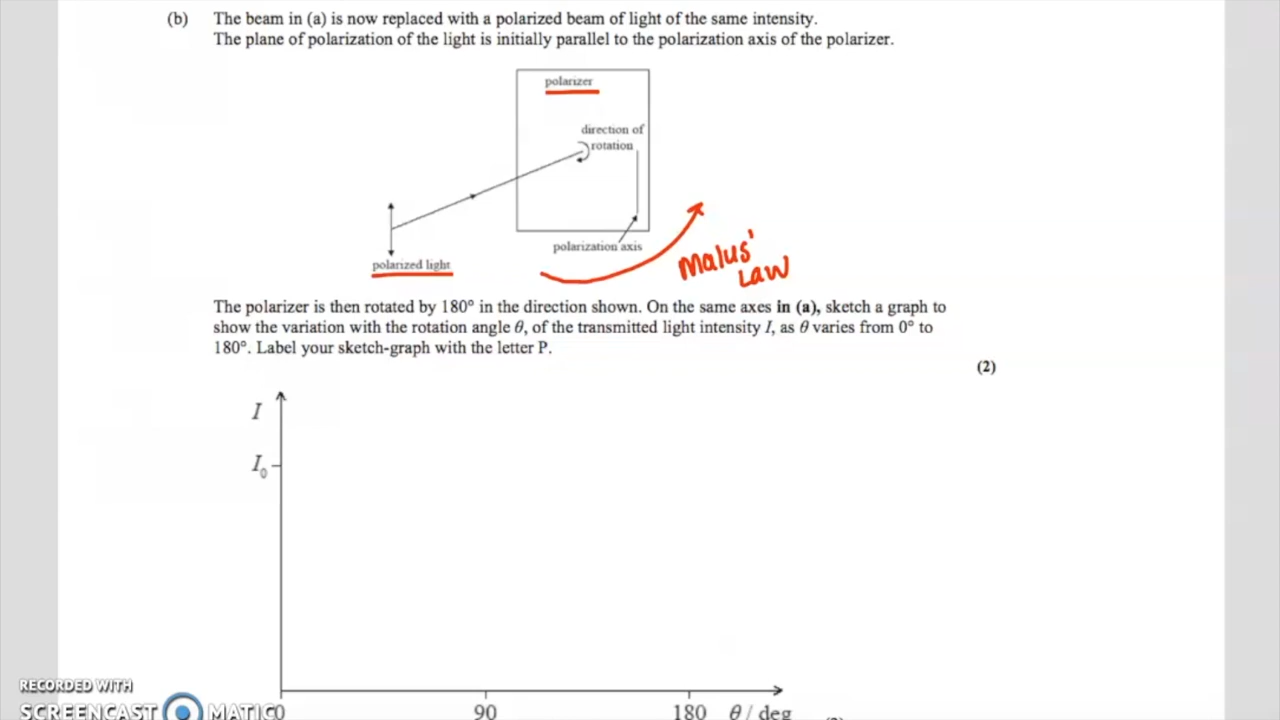 (b) The beam in (a) is now replaced with a polarized beam of light of the same intensity.
The plane of polarization of the light is initially parallel to the polarization axis of the polarizer.
polarizer
direction of
rotation
polarization axis
polarized light
Malus'
Law
The polarizer is then rotated by 180° in the direction shown. On the same axes in (a), sketch a graph to
show the variation with the rotation angle θ, of the transmitted light intensity I, as θ varies from 0° to
180°. Label your sketch-graph with the letter P.
(2)
I
I₀
0 90 180 θ / deg
RECORDED WITH
SCREENCAST MATIC